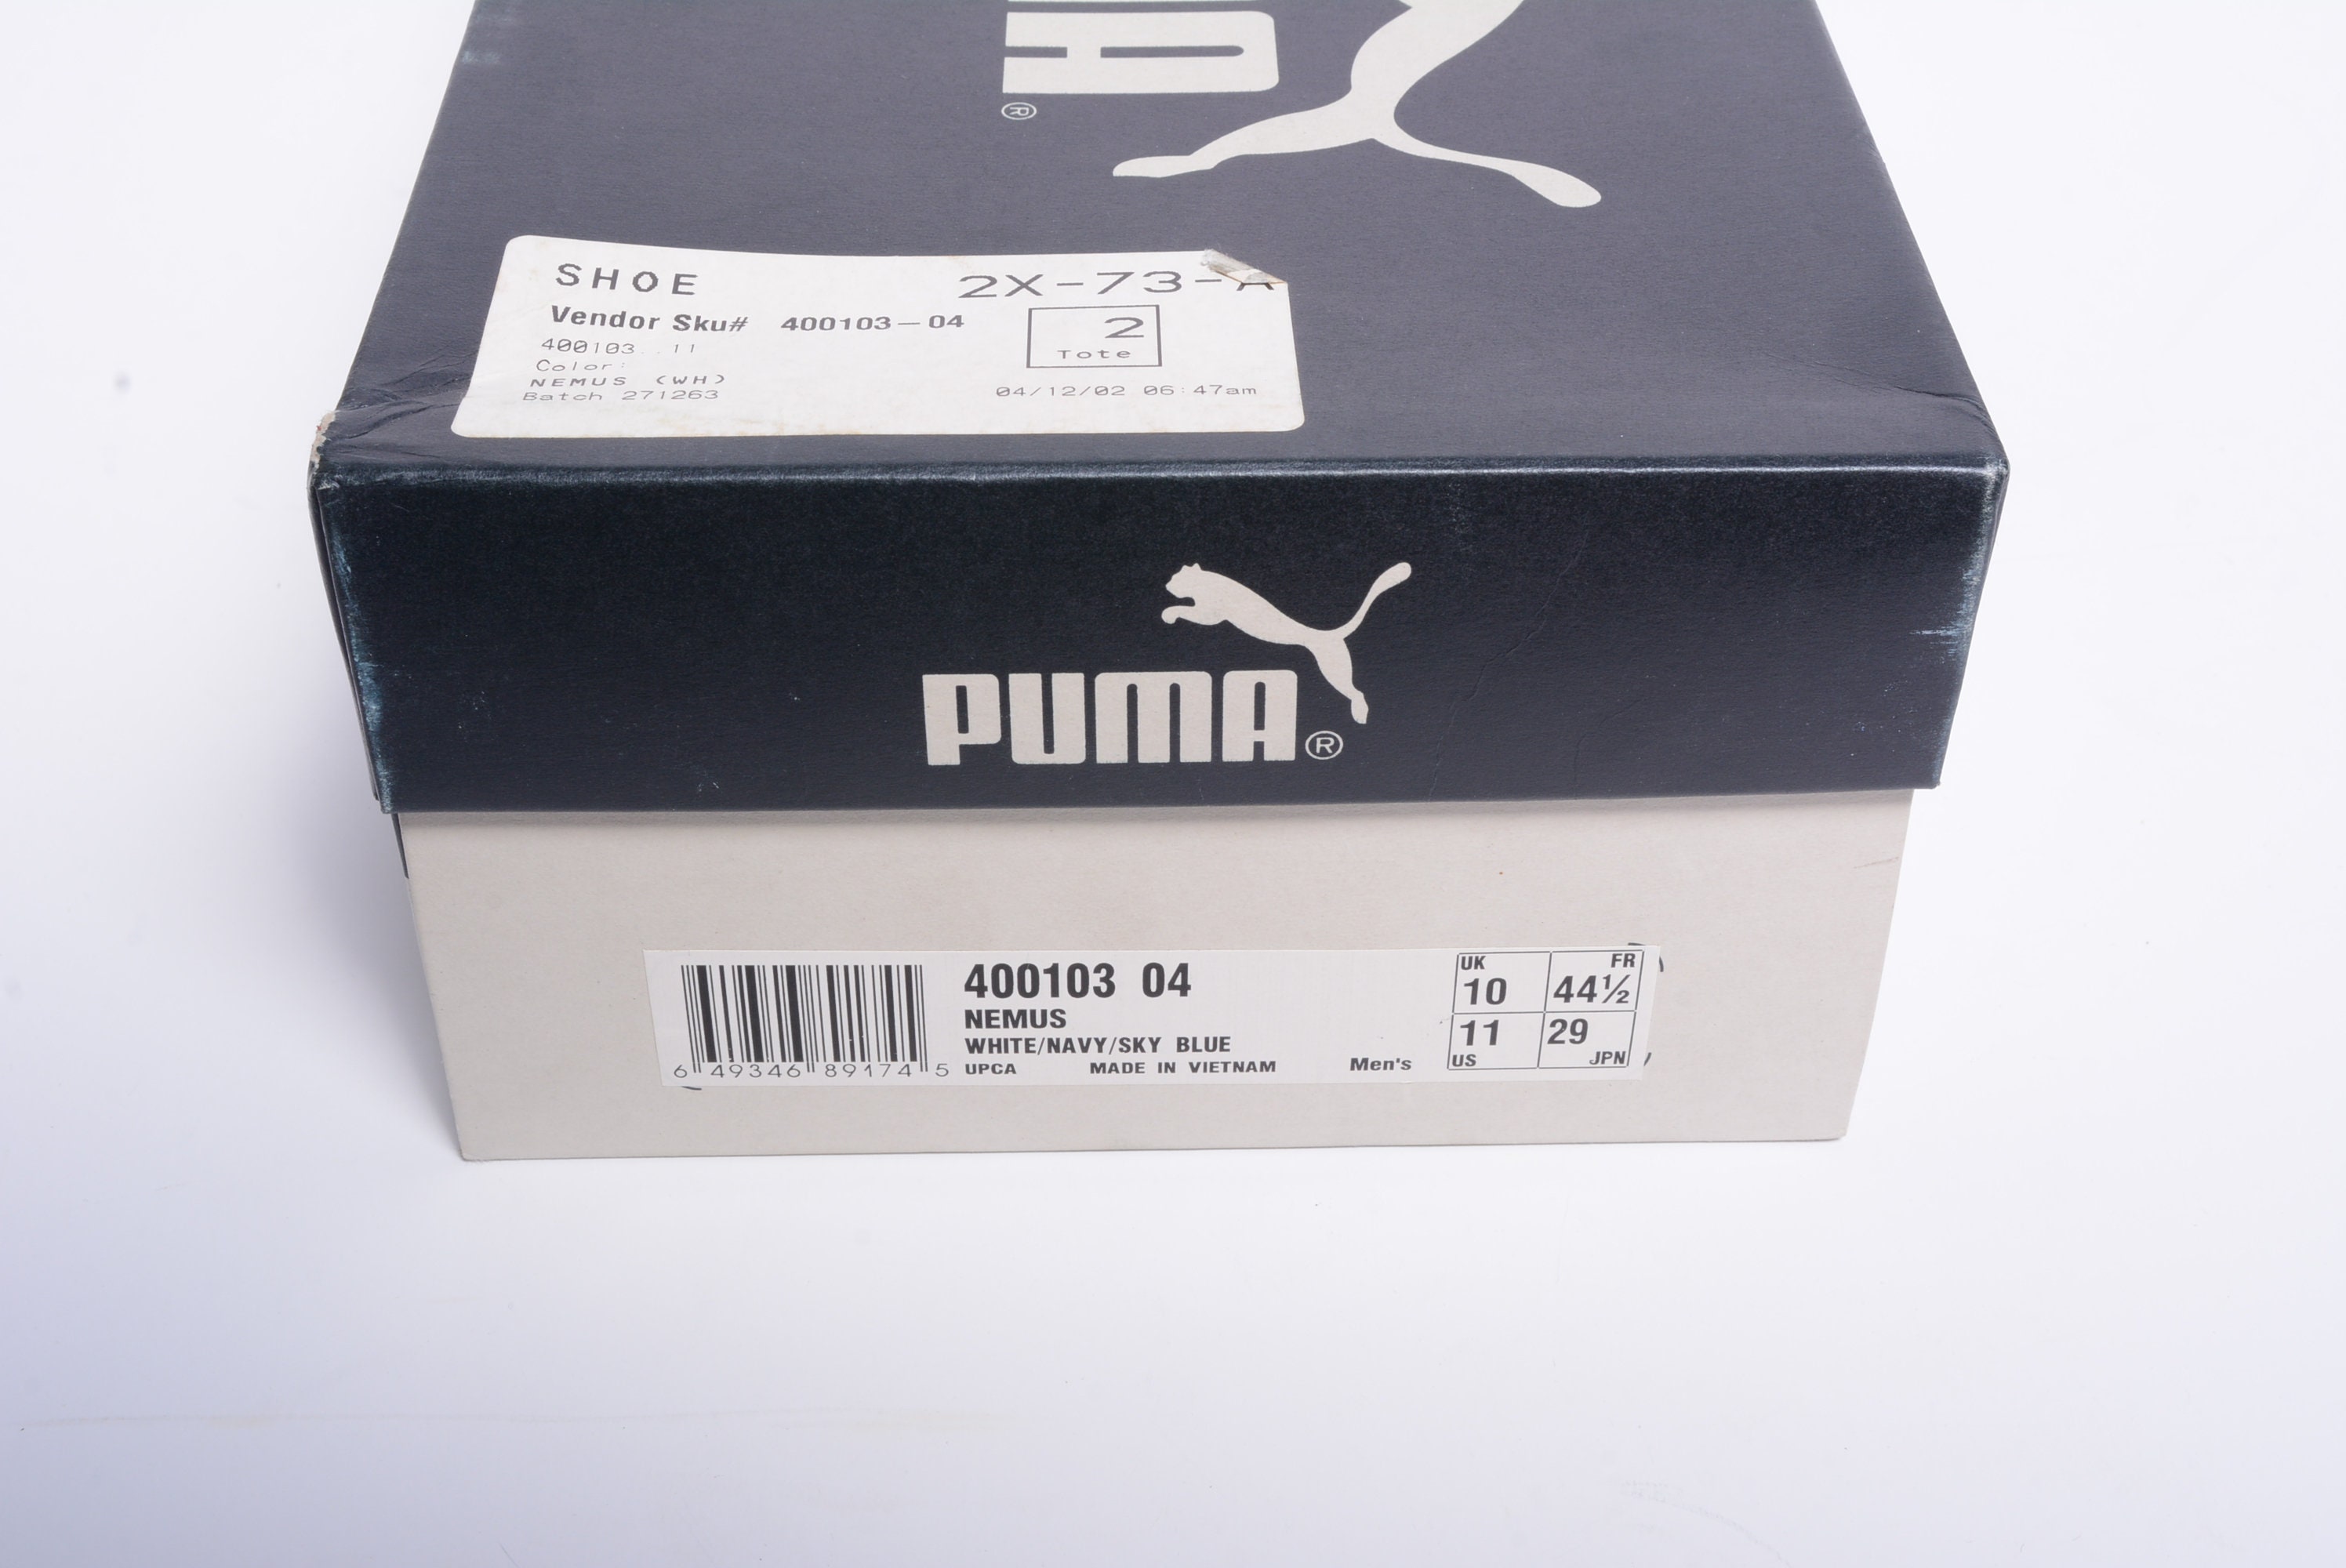 A®
SHOE 2X-73-A
Vendor Sku# 400103-04
400103 11
2
Tote
Color:
NEMUS (WH)
Batch 271263
04/12/02 06:47am
PUMA®
400103 04
NEMUS
WHITE/NAVY/SKY BLUE
6 49346 89174 5 UPCA MADE IN VIETNAM Men's
UK 10
FR 44½
11 US
29 JPN